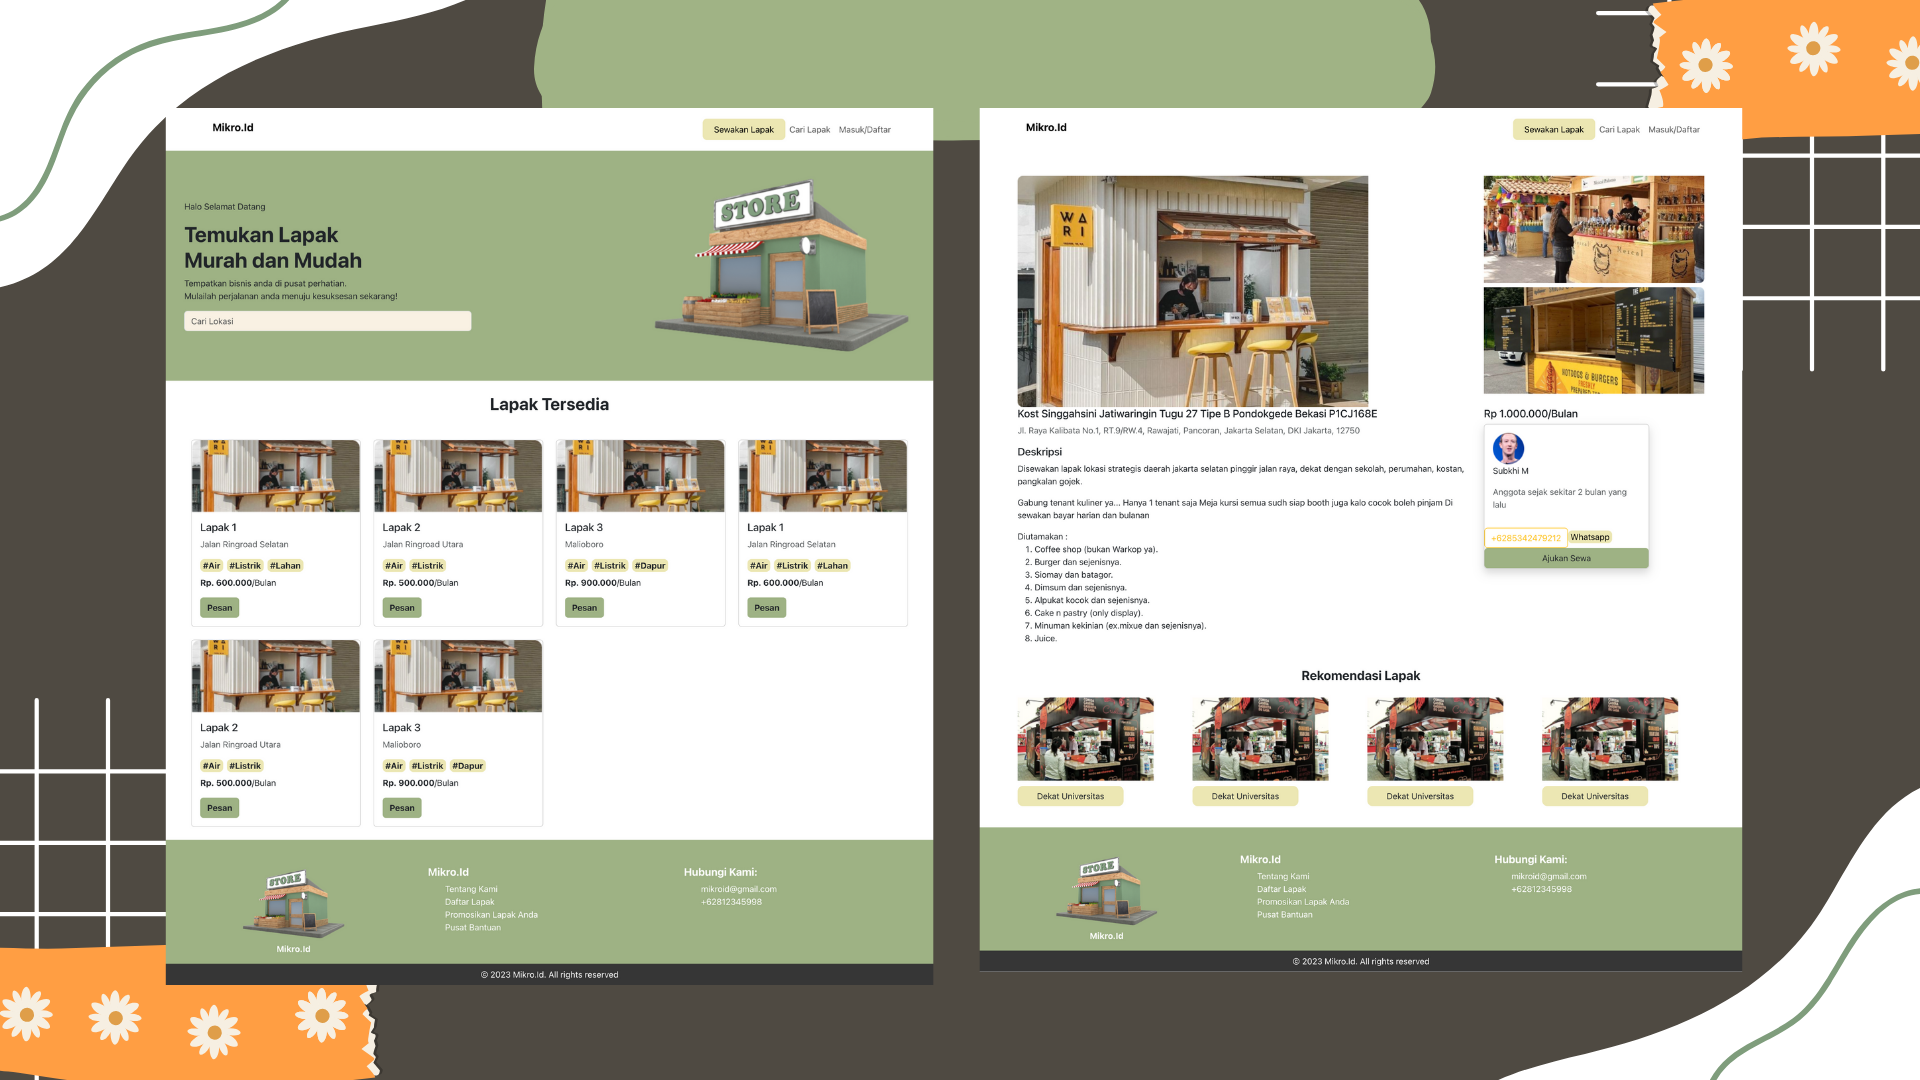 Mikro.Id
Sewakan Lapak Cari Lapak Masuk/Daftar
Halo Selamat Datang
Temukan Lapak
Murah dan Mudah
Tempatkan bisnis anda di pusat perhatian.
Mulailah perjalanan anda menuju kesuksesan sekarang!
Cari Lokasi
STORE
Lapak Tersedia
WARI
Lapak 1
Jalan Ringroad Selatan
#Air #Listrik #Lahan
Rp. 600.000/Bulan
Pesan
Lapak 2
Jalan Ringroad Utara
#Air #Listrik
Rp. 500.000/Bulan
Pesan
Lapak 3
Malioboro
#Air #Listrik #Dapur
Rp. 900.000/Bulan
Pesan
Lapak 1
Jalan Ringroad Selatan
#Air #Listrik #Lahan
Rp. 600.000/Bulan
Pesan
Lapak 2
Jalan Ringroad Utara
#Air #Listrik
Rp. 500.000/Bulan
Pesan
Lapak 3
Malioboro
#Air #Listrik #Dapur
Rp. 900.000/Bulan
Pesan
STORE
Mikro.Id
Mikro.Id
Tentang Kami
Daftar Lapak
Promosikan Lapak Anda
Pusat Bantuan
Hubungi Kami:
mikroid@gmail.com
+62812345998
© 2023 Mikro.Id. All rights reserved
Mikro.Id
Sewakan Lapak Cari Lapak Masuk/Daftar
WA
RI
HOTDOGS & BURGERS
FRESHLY
Kost Singgahsini Jatiwaringin Tugu 27 Tipe B Pondokgede Bekasi P1CJ168E
Jl. Raya Kalibata No.1, RT.9/RW.4, Rawajati, Pancoran, Jakarta Selatan, DKI Jakarta, 12750
Deskripsi
Disewakan lapak lokasi strategis daerah jakarta selatan pinggir jalan raya, dekat dengan sekolah, perumahan, kostan,
pangkalan gojek.
Gabung tenant kuliner ya... Hanya 1 tenant saja Meja kursi semua sudh siap booth juga kalo cocok boleh pinjam Di
sewakan bayar harian dan bulanan
Diutamakan :
1. Coffee shop (bukan Warkop ya).
2. Burger dan sejenisnya.
3. Siomay dan batagor.
4. Dimsum dan sejenisnya.
5. Alpukat kocok dan sejenisnya.
6. Cake n pastry (only display).
7. Minuman kekinian (ex.mixue dan sejenisnya).
8. Juice.
Rp 1.000.000/Bulan
Subkhi M
Anggota sejak sekitar 2 bulan yang
lalu
+6285342479212 Whatsapp
Ajukan Sewa
Rekomendasi Lapak
Dekat Universitas
Dekat Universitas
Dekat Universitas
Dekat Universitas
STORE
Mikro.Id
Mikro.Id
Tentang Kami
Daftar Lapak
Promosikan Lapak Anda
Pusat Bantuan
Hubungi Kami:
mikroid@gmail.com
+62812345998
© 2023 Mikro.Id. All rights reserved